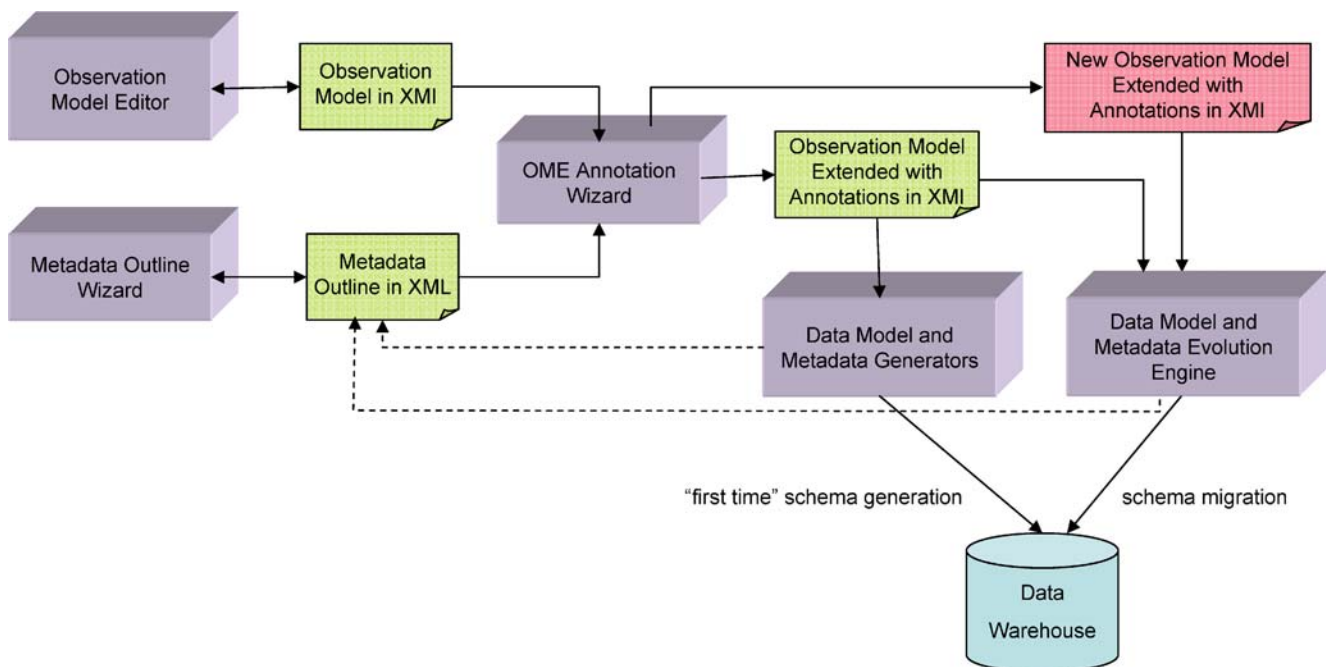 Observation
Model Editor
Observation
Model in XMI
New Observation Model
Extended with
Annotations in XMI
OME Annotation
Wizard
Observation Model
Extended with
Annotations in XMI
Metadata Outline
Wizard
Metadata
Outline in XML
Data Model and
Metadata Generators
Data Model and
Metadata Evolution
Engine
“first time” schema generation
schema migration
Data
Warehouse